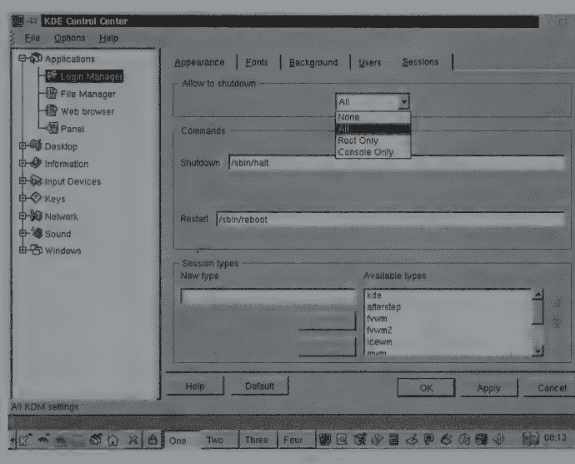 KDE Control Center
File Options Help
Applications
Login Manager
File Manager
Web browser
Panel
Desktop
Information
Input Devices
Keys
Network
Sound
Windows
Appearance Fonts Background Users Sessions
Allow to shutdown
All
None
All
Root Only
Console Only
Commands
Shutdown /sbin/halt
Restart /sbin/reboot
Session types
New type
Available types
kde
afterstep
fvwm
fvwm2
icewm
mwm
Help Default OK Apply Cancel
All KDM settings
One Two Three Four 08:13